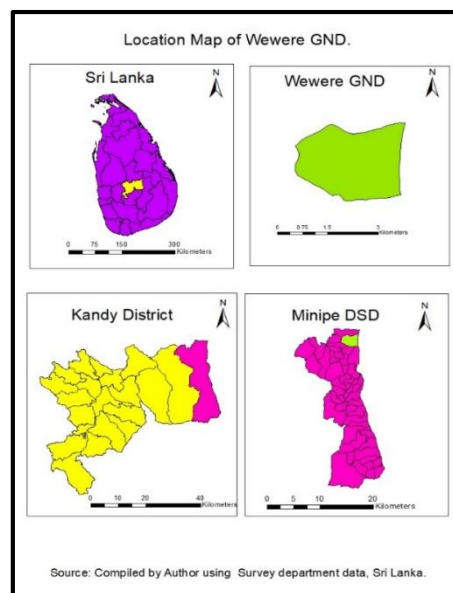 Location Map of Wewere GND.
Sri Lanka
N
0 75 150 300
Kilometers
Wewere GND
N
0 0.75 1.5 3
Kilometers
Kandy District
N
0 10 20 40
Kilometers
Minipe DSD
N
0 5 10 20
Kilometers
Source: Compiled by Author using Survey department data, Sri Lanka.